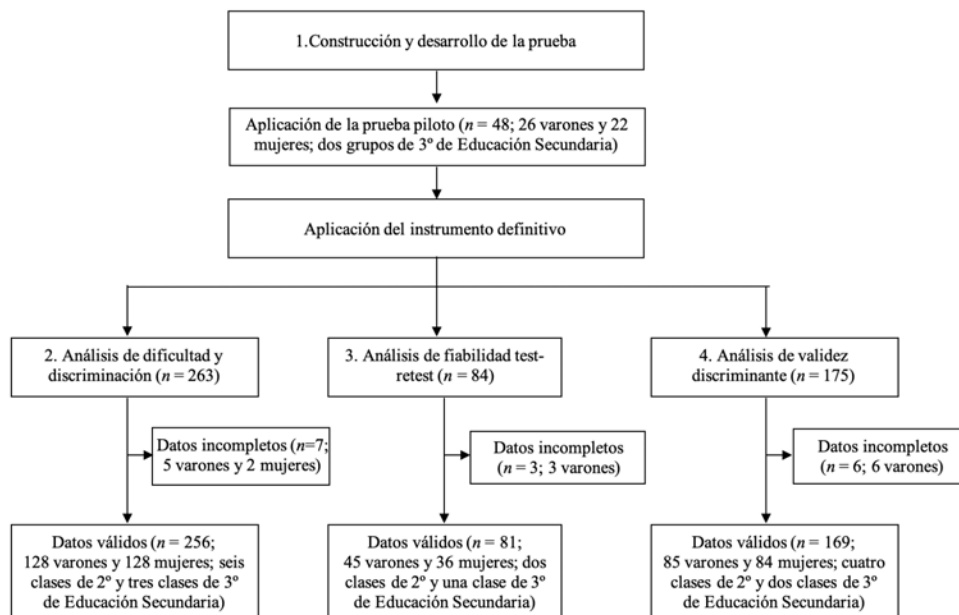 1.Construcción y desarrollo de la prueba
Aplicación de la prueba piloto (n = 48; 26 varones y 22
mujeres; dos grupos de 3º de Educación Secundaria)
Aplicación del instrumento definitivo
2. Análisis de dificultad y
discriminación (n = 263)
3. Análisis de fiabilidad test-
retest (n = 84)
4. Análisis de validez
discriminante (n = 175)
Datos incompletos (n=7;
5 varones y 2 mujeres)
Datos incompletos
(n = 3; 3 varones)
Datos incompletos
(n = 6; 6 varones)
Datos válidos (n = 256;
128 varones y 128 mujeres; seis
clases de 2º y tres clases de 3º
de Educación Secundaria)
Datos válidos (n = 81;
45 varones y 36 mujeres; dos
clases de 2º y una clase de 3º
de Educación Secundaria)
Datos válidos (n = 169;
85 varones y 84 mujeres; cuatro
clases de 2º y dos clases de 3º
de Educación Secundaria)